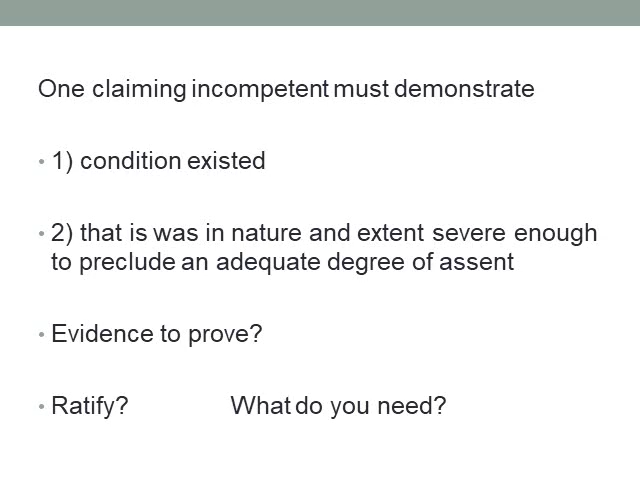 One claiming incompetent must demonstrate
• 1) condition existed
• 2) that is was in nature and extent severe enough
to preclude an adequate degree of assent
• Evidence to prove?
• Ratify? What do you need?